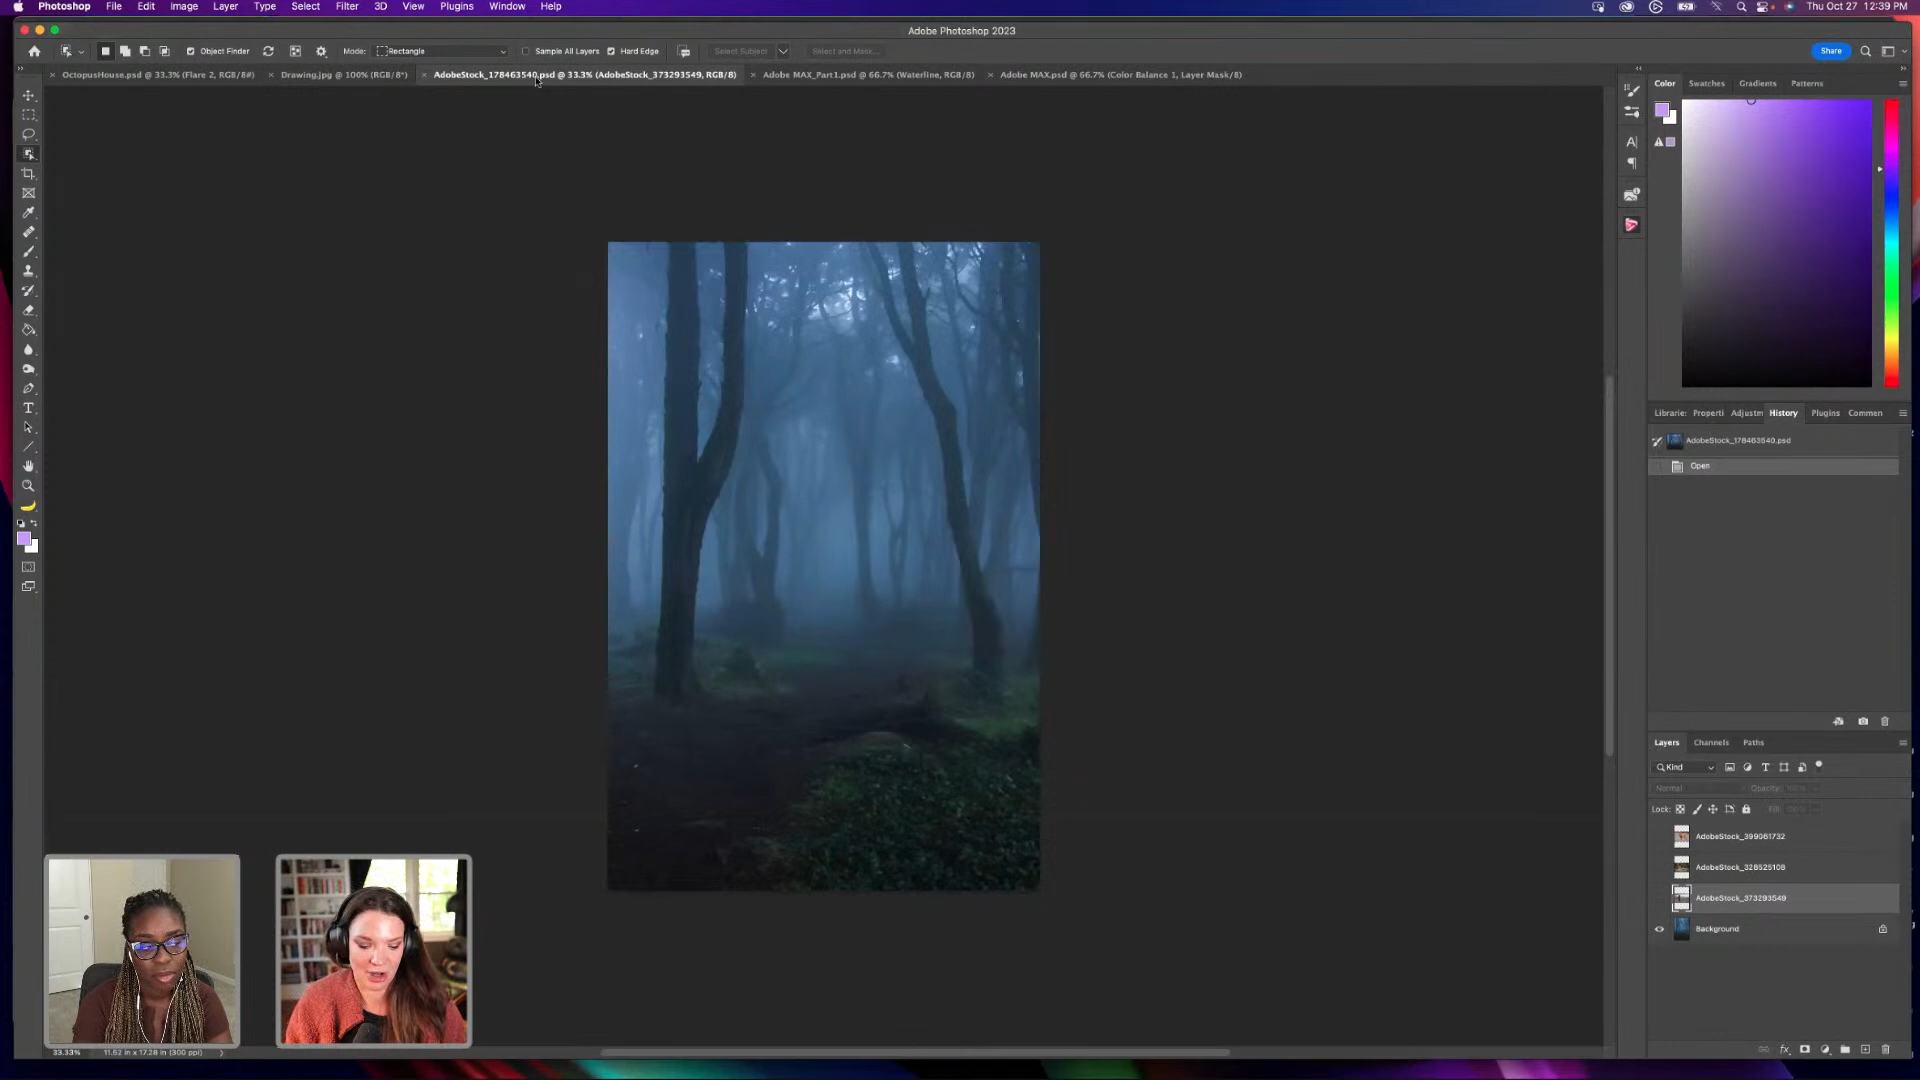 Photoshop File Edit Image Layer Type Select Filter 3D View Plugins Window Help
Thu Oct 27 12:39 PM
Adobe Photoshop 2023
Object Finder Mode: Rectangle Sample All Layers Hard Edge Select Subject Select and Mask... Share
OctopusHouse.psd @ 33.3% (Flare 2, RGB/8#) Drawing.jpg @ 100% (RGB/8*) AdobeStock_178463540.psd @ 33.3% (AdobeStock_373293549, RGB/8) Adobe MAX_Part1.psd @ 66.7% (Waterline, RGB/8) Adobe MAX.psd @ 66.7% (Color Balance 1, Layer Mask/8)
Color Swatches Gradients Patterns
Librarie: Properti Adjustm History Plugins Commen
AdobeStock_178463540.psd
Open
Layers Channels Paths
Kind
Normal Opacity: 100%
Lock: Fill: 100%
AdobeStock_399061732
AdobeStock_328525108
AdobeStock_373293549
Background
33.33% 11.52 in x 17.28 in (300 ppi)